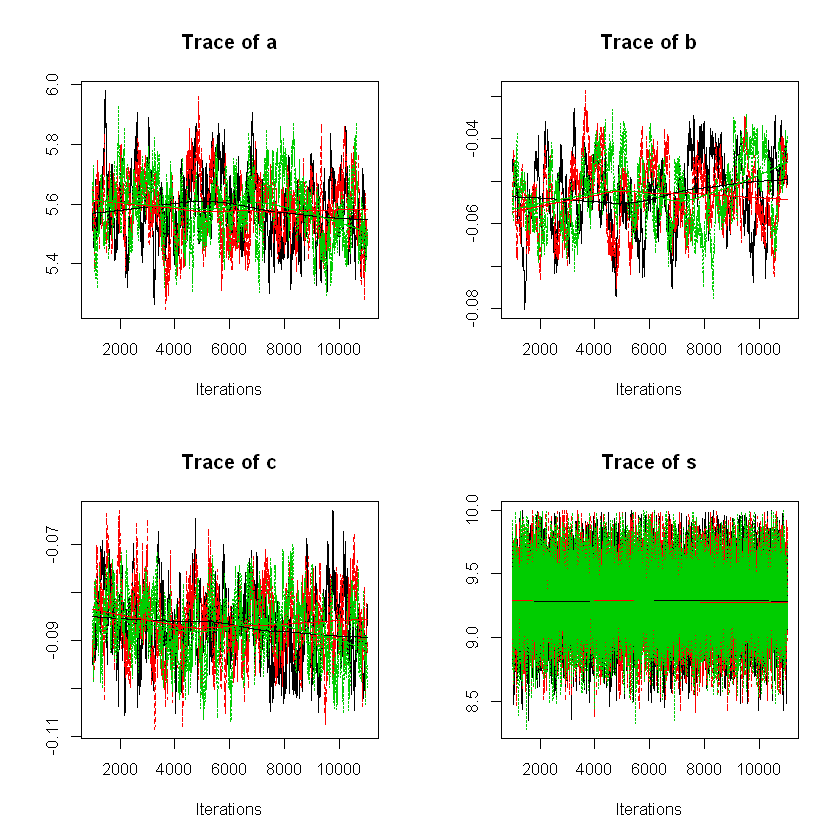 Trace of a
6.0
5.8
5.6
5.4
2000 4000 6000 8000 10000
Iterations
Trace of b
-0.04
-0.06
-0.08
2000 4000 6000 8000 10000
Iterations
Trace of c
-0.07
-0.09
-0.11
2000 4000 6000 8000 10000
Iterations
Trace of s
10.0
9.5
9.0
8.5
2000 4000 6000 8000 10000
Iterations